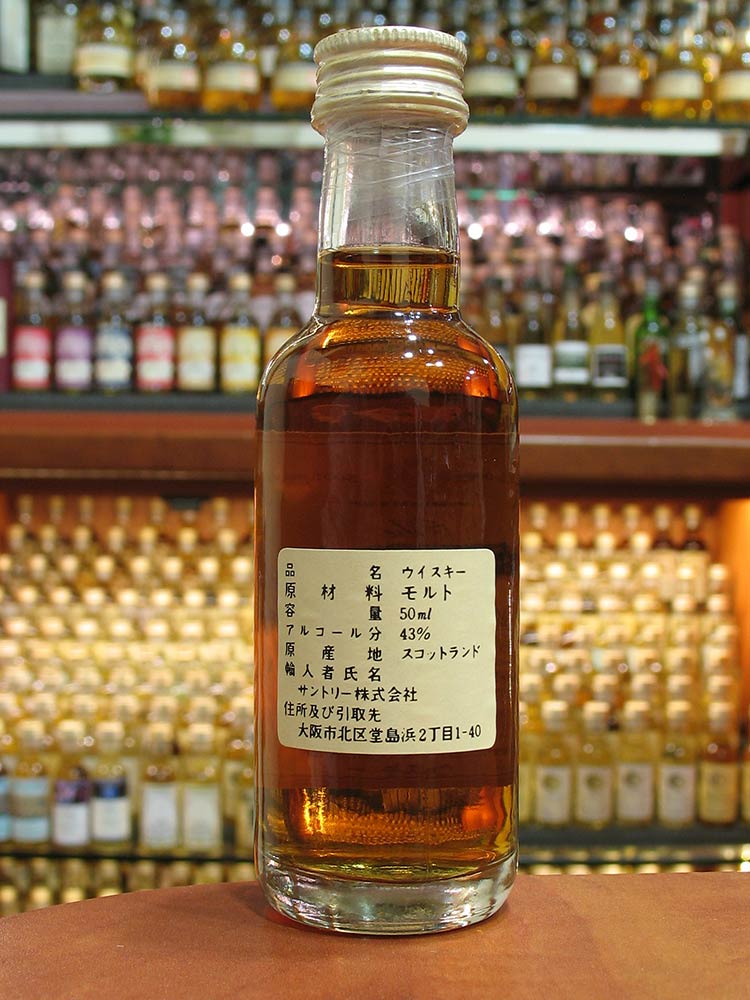 品名 ウイスキー
原材料 モルト
容量 50ml
アルコール分 43%
原産地 スコットランド
輸入者氏名
サントリー株式会社
住所及び引取先
大阪市北区堂島浜2丁目1-40